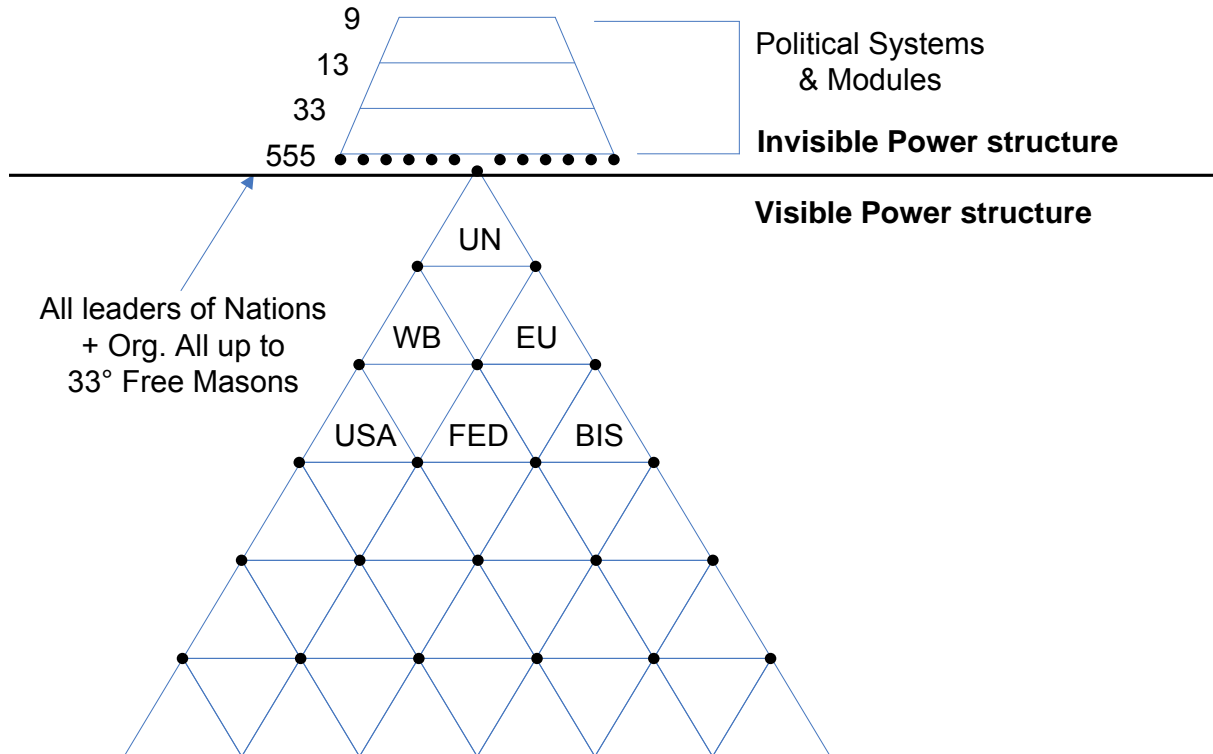 9
13
33
555
Political Systems
& Modules
Invisible Power structure
Visible Power structure
All leaders of Nations
+ Org. All up to
33° Free Masons
UN
WB EU
USA FED BIS